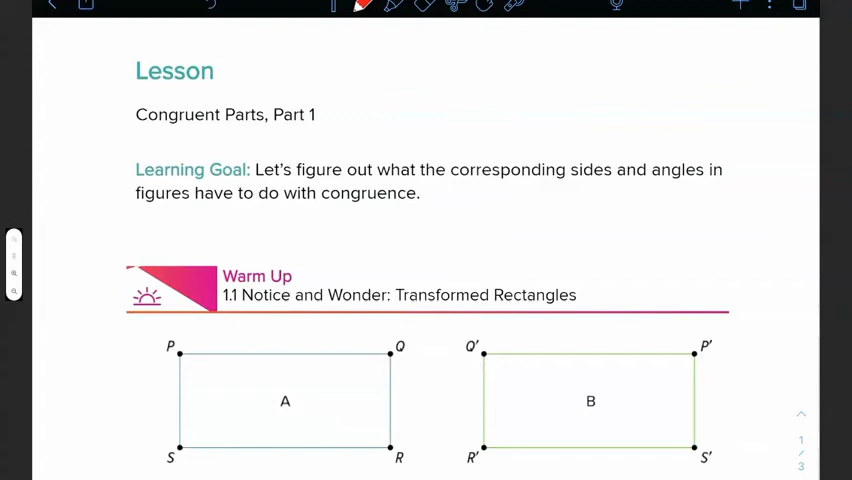 Lesson
Congruent Parts, Part 1
Learning Goal: Let's figure out what the corresponding sides and angles in
figures have to do with congruence.
Warm Up
1.1 Notice and Wonder: Transformed Rectangles
P Q Q′ P′
A B
S R R′ S′
1
/
3